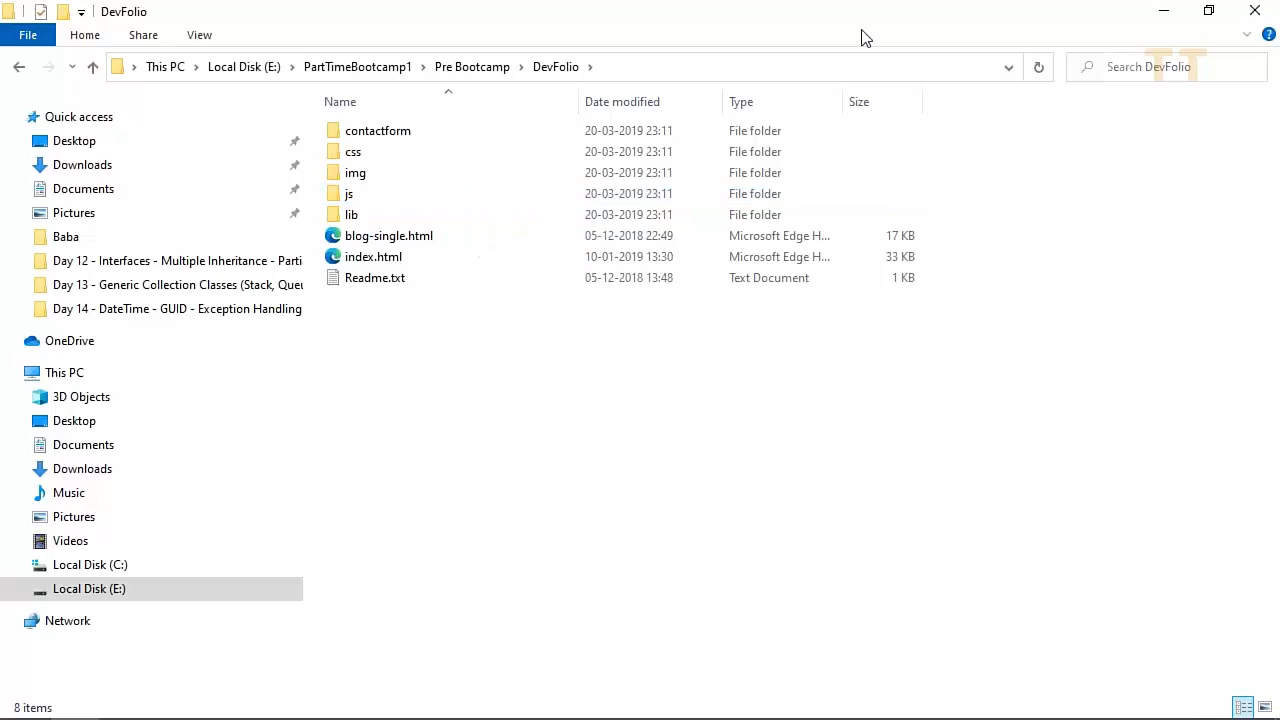 DevFolio
File Home Share View
This PC Local Disk (E:) PartTimeBootcamp1 Pre Bootcamp DevFolio
Search DevFolio
TT
Name Date modified Type Size
Quick access
Desktop
Downloads
Documents
Pictures
Baba
Day 12 - Interfaces - Multiple Inheritance - Parti
Day 13 - Generic Collection Classes (Stack, Queu
Day 14 - DateTime - GUID - Exception Handling
OneDrive
This PC
3D Objects
Desktop
Documents
Downloads
Music
Pictures
Videos
Local Disk (C:)
Local Disk (E:)
Network
contactform 20-03-2019 23:11 File folder
css 20-03-2019 23:11 File folder
img 20-03-2019 23:11 File folder
js 20-03-2019 23:11 File folder
lib 20-03-2019 23:11 File folder
blog-single.html 05-12-2018 22:49 Microsoft Edge H... 17 KB
index.html 10-01-2019 13:30 Microsoft Edge H... 33 KB
Readme.txt 05-12-2018 13:48 Text Document 1 KB
8 items